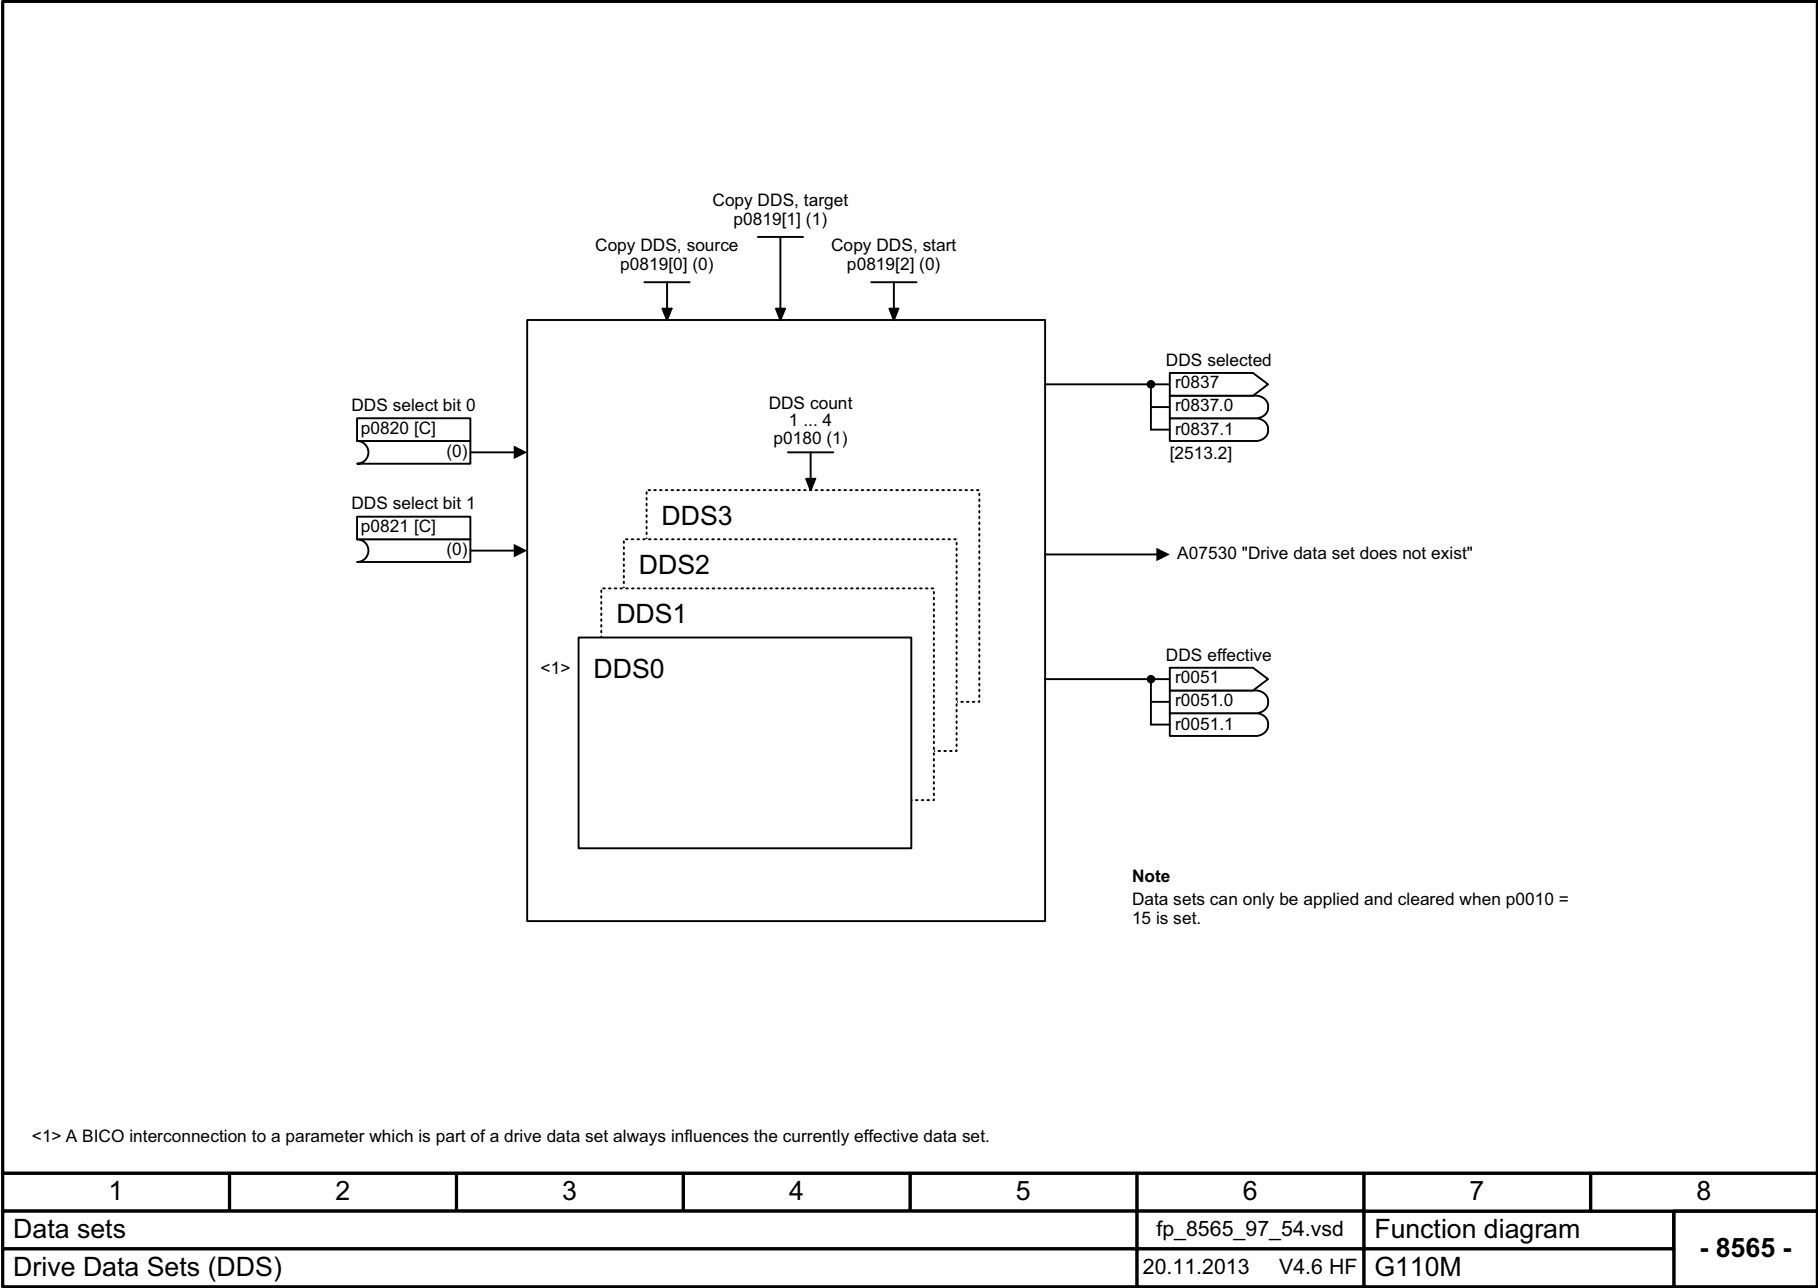 Copy DDS, target
p0819[1] (1)
Copy DDS, source
p0819[0] (0)
Copy DDS, start
p0819[2] (0)
DDS selected
r0837
r0837.0
r0837.1
[2513.2]
DDS select bit 0
p0820 [C]
(0)
DDS count
1 ... 4
p0180 (1)
DDS select bit 1
p0821 [C]
(0)
DDS3
DDS2
DDS1
<1>
DDS0
A07530 "Drive data set does not exist"
DDS effective
r0051
r0051.0
r0051.1
Note
Data sets can only be applied and cleared when p0010 =
15 is set.
<1> A BICO interconnection to a parameter which is part of a drive data set always influences the currently effective data set.
1 2 3 4 5 6 7 8
Data sets
fp_8565_97_54.vsd
Function diagram
- 8565 -
Drive Data Sets (DDS)
20.11.2013 V4.6 HF
G110M